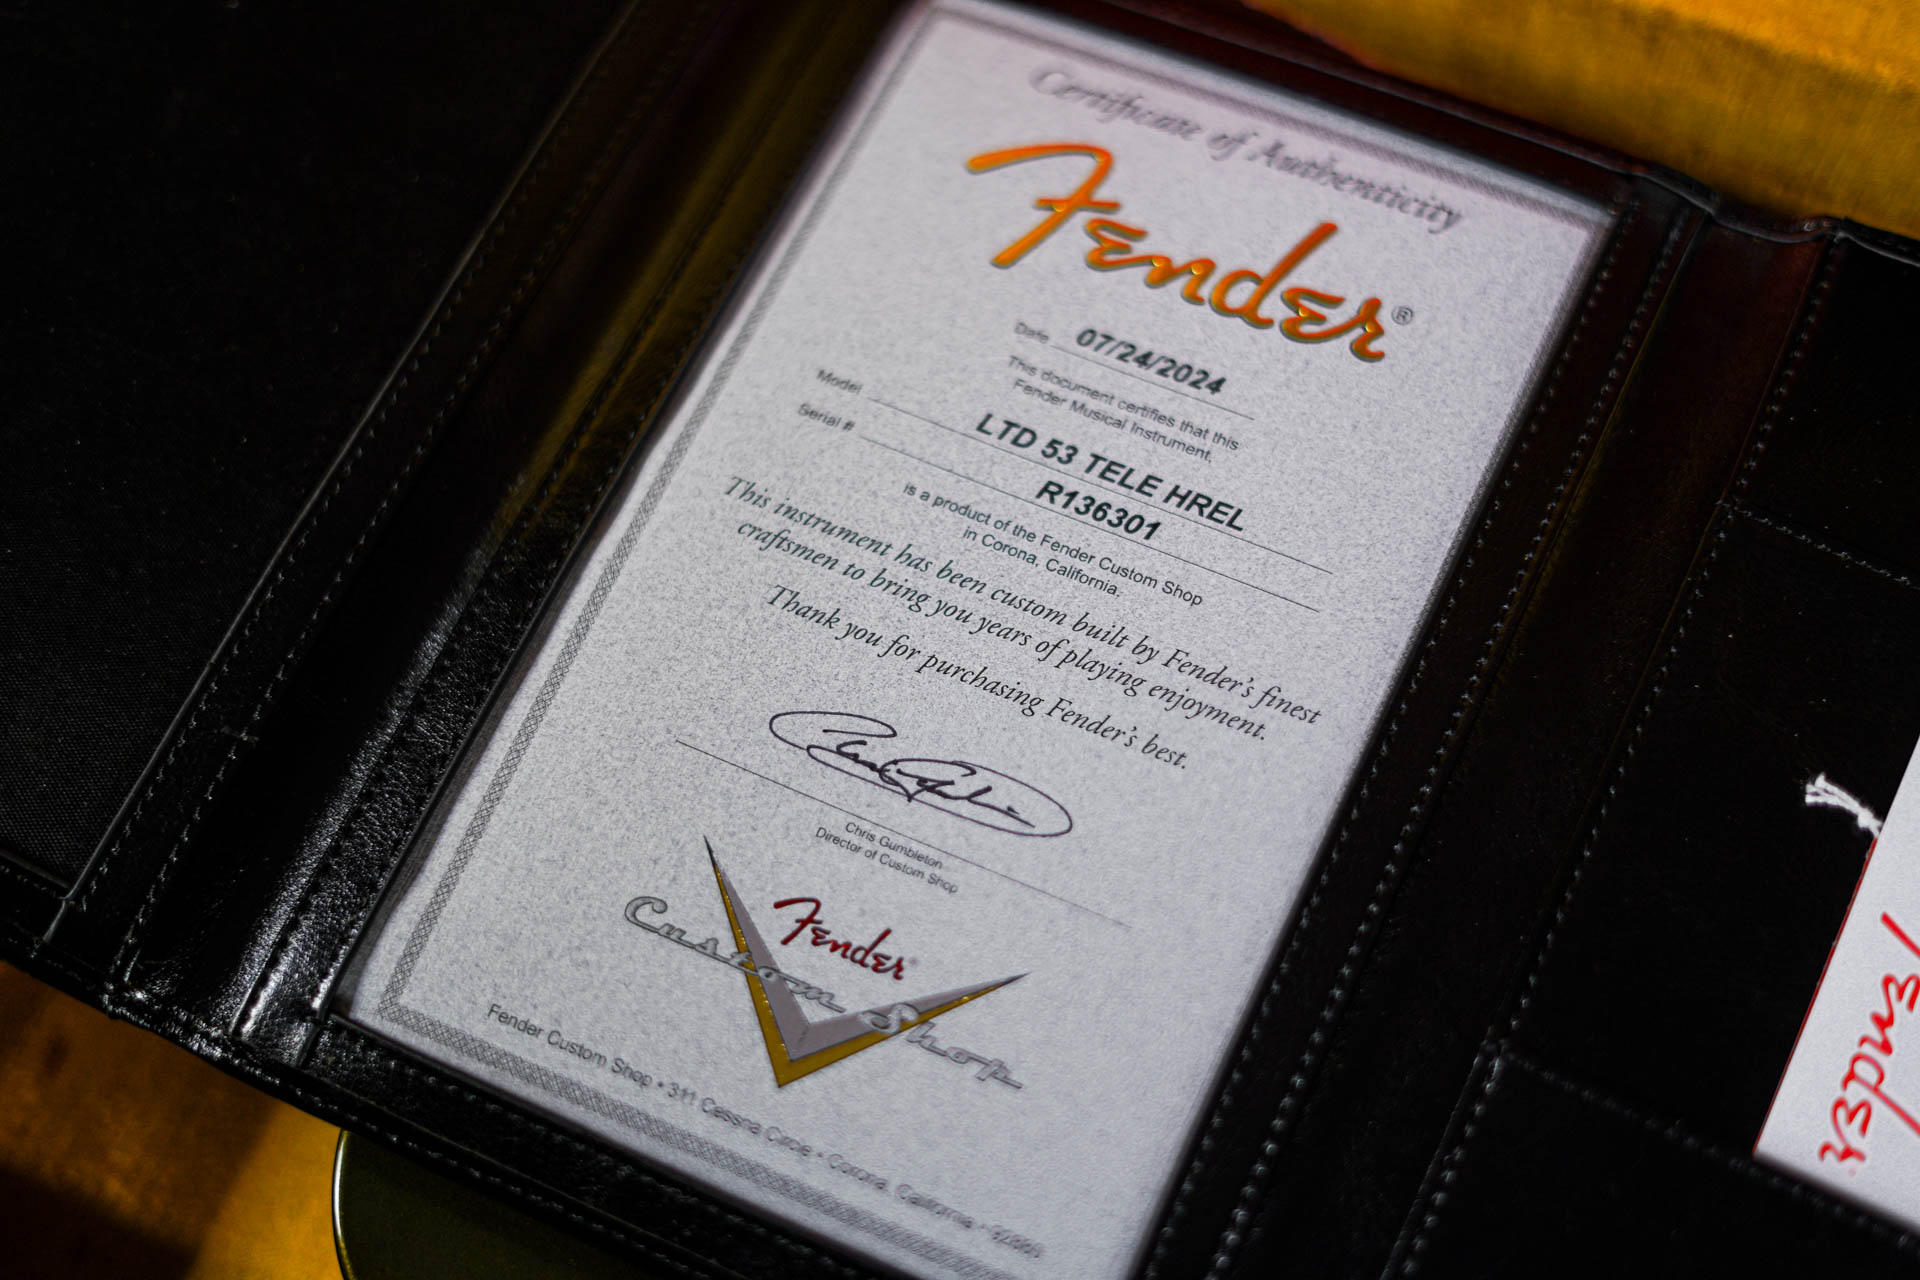 Certificate of Authenticity
Fender®
Date 07/24/2024
This document certifies that this
Fender Musical Instrument,
Model LTD 53 TELE HREL
Serial # R136301
is a product of the Fender Custom Shop
in Corona, California.
This instrument has been custom built by Fender's finest
craftsmen to bring you years of playing enjoyment.
Thank you for purchasing Fender's best.
Chris Gumbleton
Director of Custom Shop
Fender®
Custom Shop
Fender Custom Shop • 311 Cessna Circle • Corona, California • 92880
Fender